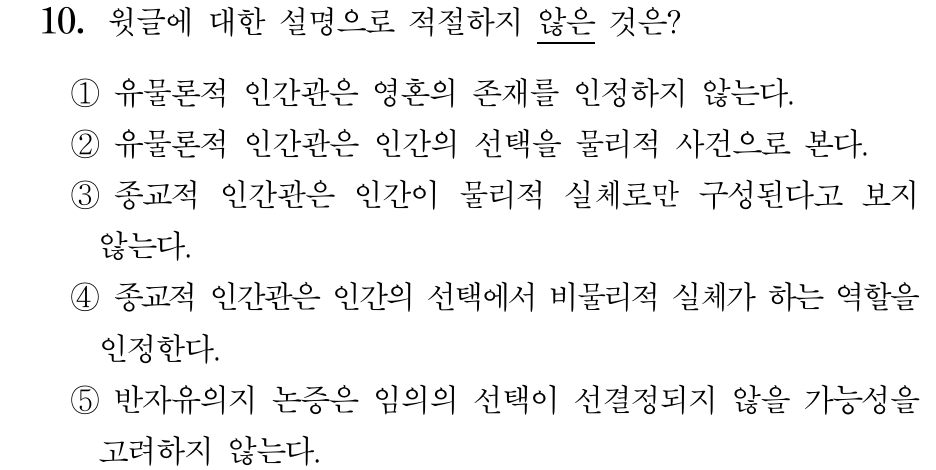 10. 윗글에 대한 설명으로 적절하지 않은 것은?
① 유물론적 인간관은 영혼의 존재를 인정하지 않는다.
② 유물론적 인간관은 인간의 선택을 물리적 사건으로 본다.
③ 종교적 인간관은 인간이 물리적 실체로만 구성된다고 보지
않는다.
④ 종교적 인간관은 인간의 선택에서 비물리적 실체가 하는 역할을
인정한다.
⑤ 반자유의지 논증은 임의의 선택이 선결정되지 않을 가능성을
고려하지 않는다.